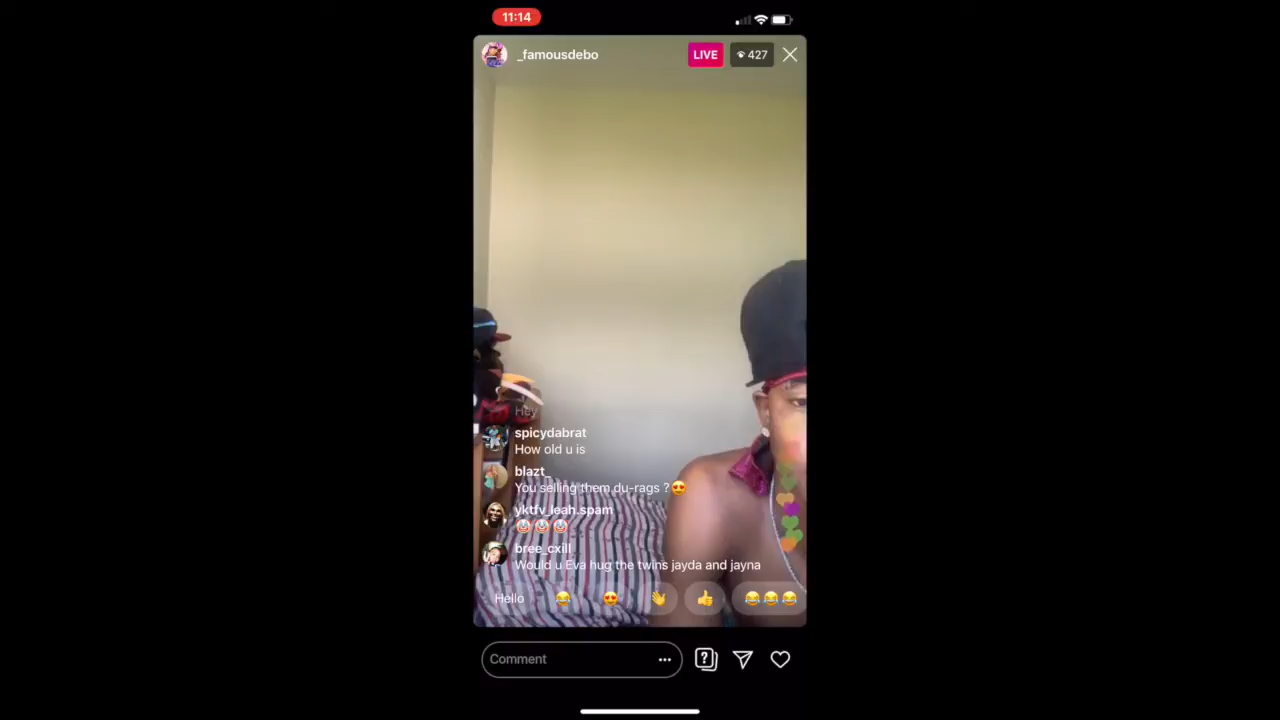 11:14
_famousdebo
LIVE
427
Hey
spicydabrat
How old u is
blazt_
You selling them du-rags ?😍
yktfv_leah.spam
🤡🤡🤡
bree_cxill
Would u Eva hug the twins jayda and jayna
Hello 😂 😍 👋 👍 😂😂😂
Comment